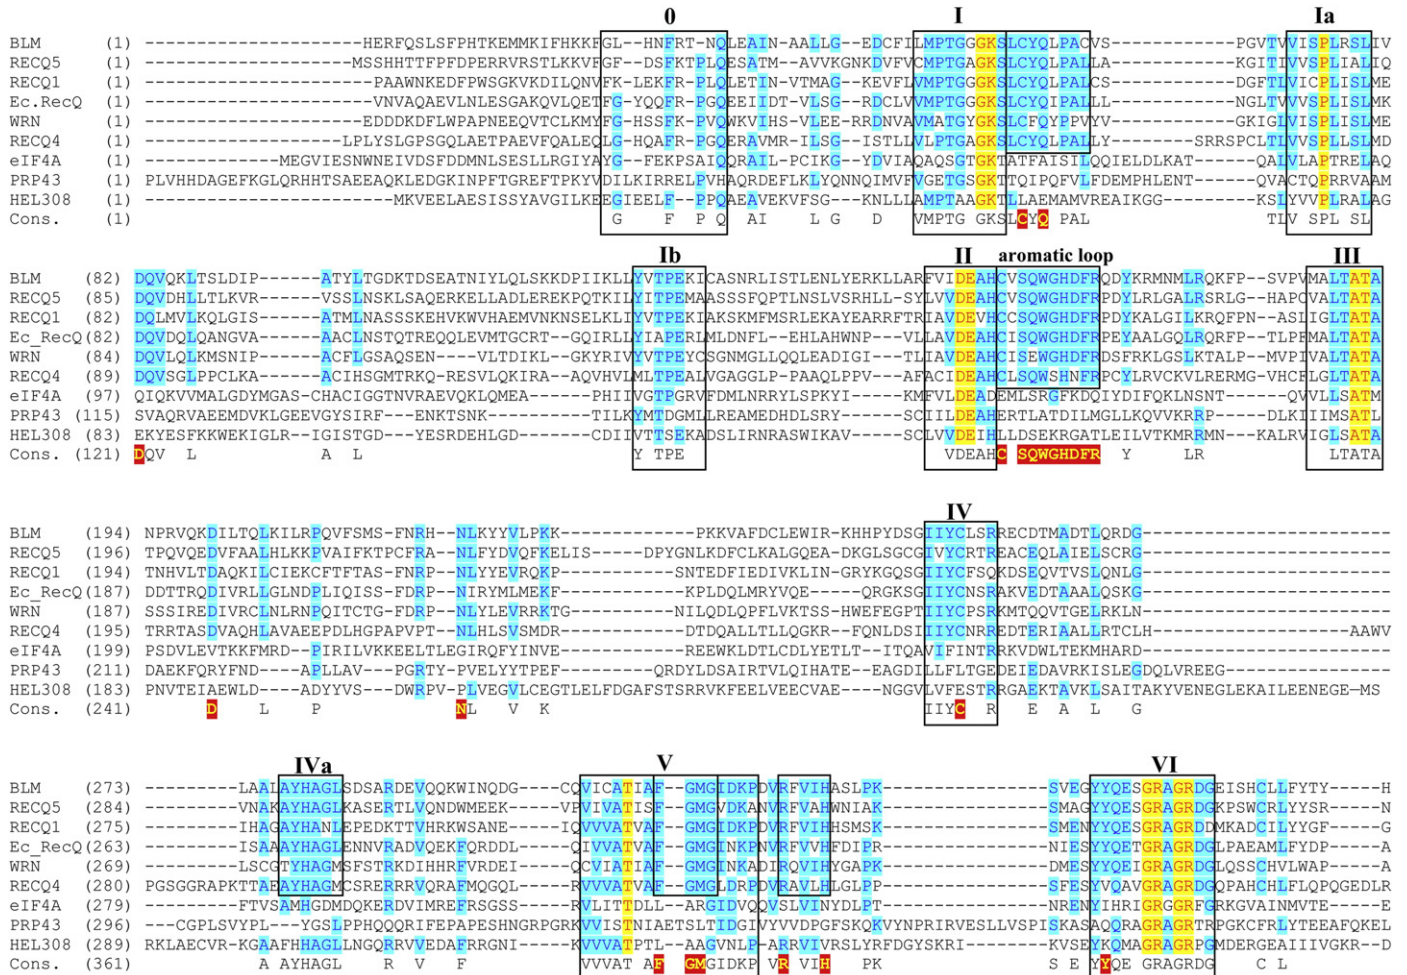 0 I Ia
BLM (1) ---------------------HERFQSLSFPHTKEMMKIFHKKFGL--HNFRT-NQLEAIN-AALLG--EDCFILMPTGGGKSLCYQLPACVS-----------PGVTVVISPLRSLIV
RECQ5 (1) --------------------MSSHHTTFPFDPERRVRSTLKKVFGF---DSFKTPLQESATM-AVVKGNKDVFVCMPTGAGKSLCYQLPALLA-----------KGITIVVSPLIALIQ
RECQ1 (1) ----------------------PAAWNKEDFPWSGKVKDILQNVFK-LEKFR-PLQLETIN-VTMAG--KEVFLVMPTGGGKSLCYQLPALCS-----------DGFTLVICPLISLME
Ec.RecQ (1) ----------------------VNVAQAEVLNLESGAKQVLQETFG-YQQFR-PGQEEIIDT-VLSG--RDCLVVMPTGGGKSLCYQIPALLL-----------NGLTVVVSPLISLMK
WRN (1) ---------------------EDDDKDFLWPAPNEEQVTCLKMYFG-HSSFK-PVQWKVIHS-VLEE--RRDNVAVMATGYGKSLCFQYPPVYV-----------GKIGLVISPLISLME
RECQ4 (1) -------------------LPLYSLGPSGQLAETPAEVFQALEQLG-HQAFR-PGQERAVMR-ILSG---ISTLLVLPTGAGKSLCYQLPALLY-------SRRSPCLTLVVSPLLSLMD
eIF4A (1) -------------MEGVIESNWNEIVDSFDDMNLSESLLRGIYAYG--FEKPSAIQQRAIL-PCIKG--YDVIAQAQSGTGKTATFAISILQQIELDLKAT----QALVLAPTRELAQ
PRP43 (1) PLVHHDAGEFKGLQRHHTSAEEAQKLEDGKINPFTGREFTPKYVDILKIRRELPVHAQRDEFLKLYQNNQIMVFVGETGSGKTTQIPQFVLFDEMPHLENT----QVACTQPRRVAAM
HEL308 (1) ------------------------MKVEELAESISSYAVGILKEEGIEELF-PPQAEAVEKVFSG--KNLLLAMPTAAGKTLLAEMAMVREAIKGG------KSLYVVPLRALAG
Cons. (1) G F P Q AI L G D VMPTG GKSLCYQ PAL TLV SPL SL
Ib II aromatic loop III
BLM (82) DQVQKLTSLDIP------ATYLTGDKTDSEATNIYLQLSKKDPIIKLLYVTPEKICASNRLISTLENLYERKLLARFVIDEAHCVSQWGHDFRQDYKRMNMLRQKFP--SVPVMALTATA
RECQ5 (85) DQVDHLLTLKVR------VSSLNSKLSAQERKELLADLEREKPQTKILYITPEMAASSSFQPTLNSLVSRHLL-SYLVVDEAHCVSQWGHDFRPDYLRLGALRSRLG--HAPCVALTATA
RECQ1 (82) DQLMVLKQLGIS------ATMLNASSSKEHVKWVHAEMVNKNSELKLIYVTPEKIAKSKMFMSRLEKAYEARRFTRIAVDEVHCCSQWGHDFRPDYKALGILKRQFPN--ASLIGLTATA
Ec_RecQ(82) DQVDQLQANGVA------AACLNSTQTREQQLEVMTGCRT---GQIRLLYIAPERLMLDNFL-EHLAHWNP---VLLAVDEAHCISQWGHDFRPEYAALGQLRQRFP--TLPFMALTATA
WRN (84) DQVLQLKMSNIP------ACFLGSAQSEN-----VLTDIKL--GKYRIVYVTPEYCSGNMGLLQQLEADIGI--TLIAVDEAHCISEWGHDFRDSFRKLGSLKTALP--MVPIVALTATA
RECQ4 (89) DQVSGLPPCLKA------ACIHSGMTRKQ-RESVLQKIRA---AQVHVLMLTPEALVGAGGLP-PAAQLPPV---AFACIDEAHCLSQWSHNFRPCYLRVCKVLRERMG-VHCFLGLTATA
eIF4A (97) QIQKVVMALGDYMGAS-CHACIGGTNVRAEVQKLQMEA-----PHIIVGTPGRVFDMLNRRYLSPKYI-----KMFVLDEADEMLSRGFKDQIYDIFQKLNSNT-----QVVLLSATM
PRP43 (115) SVAQRVAEEMDVKLGEEVGYSIRF---ENKTSNK-----------TILKYMTDGMLLREAMEDHDLSRY------SCIILDEAHERTLATDILMGLLKQVVKRRP----DLKIIIMSATL
HEL308 (83) EKYESFKKWEKIGLR--IGISTGD----YESRDEHLGD-------CDIIVTTSEKADSLIRNRASWIKAV-----SCLVVDEIHLLDSEKRGATLEILVTKMRRMN---KALRVIGLSATA
Cons. (121) DQV L A L Y TPE VDEAHC SQWGHDFR Y LR LTATA
IV
BLM (194) NPRVQKDILTQLKILRPQVFSMS-FNRH--NLKYYVLPKK-------------PKKVAFDCLEWIR-KHHPYDSGIIYCLSRRECDTMADTLQRDG------------------------
RECQ5 (196) TPQVQEDVFAALHLKKPVAIFKTPCFRA--NLFYDVQFKELIS-----DPYGNLKDFCLKALGQEA-DKGLSGCGIVYCRTREACEQLAIELSCRG------------------------
RECQ1 (194) TNHVLTDAQKILCIEKCFTFTAS-FNRP--NLYYEVRQKP-----------SNTEDFIEDIVKLIN-GRYKGQSGIIYCFSQKDSEQVTVSLQNLG------------------------
Ec_RecQ(187) DDTTRQDIVRLLGLNDPLIQISS-FDRP--NIRYMLMEKF-------------KPLDQLMRYVQE------QRGKSGIIYCNSRAKVEDTAAALQSKG------------------------
WRN (187) SSSIREDIVRCLNLRNPQITCTG-FDRP--NLYLEVRRKTG---------NILQDLQPFLVKTSS-HWEFEGPTIIYCPSRKMTQQVTGELRKLN------------------------
RECQ4 (195) TRRTASDVAQHLAVAEEPDLHGPAPVPT--NLHLSVSMDR------------DTDQALLTLLQGKR--FQNLDSIIIYCNRREDTERIAALLRTCLH--------------------AAWV
eIF4A (199) PSDVLEVTKKFMRD--PIRILVKKEELTLEGIRQFYINVE------------REEWKLDTLCDLYETLT--ITQAVIFINTRRKVDWLTEKMHARD------------------------
PRP43 (211) DAEKFQRYFND----APLLAV---PGRTY-PVELYYTPEF----------QRDYLDSAIRTVLQIHATE-EAGDILLFLTGEDEIEDAVRKISLEGDQLVREEG----------------
HEL308 (183) PNVTEIAEWLD----ADYYVS---DWRPV-PLVEGVLCEGTLELFDGAFSTSRRVKFEELVEECVAE---NGGVLVFESTRRGAEKTAVKLSAITAKYVENEGLEKAILEENEGE-MS
Cons. (241) D L P NL V K IIYC R E A L G
IVa V VI
BLM (273) ---------LAALAYHAGLSDSARDEVQQKWINQDG----CQVICATIAF--GMGIDKPDVRFVIHASLPK---------------SVEGYYQESGRAGRDGEISHCLLFYTY----H
RECQ5 (284) ---------VNAKAYHAGLKASERTLVQNDWMEEK-----VPVIVATISF--GMGVDKANVRFVAHWNIAK---------------SMAGYYQESGRAGRDGKPSWCRLYYSR----N
RECQ1 (275) ---------IHAGAYHANLEPEDKTTVHRKWSANE-----IQVVVATVAF--GMGIDKPDVRFVIHHSMSK---------------SMENYYQESGRAGRDDMKADCILYYGF----G
Ec_RecQ(263) ---------ISAAAYHAGLENNVRADVQEKFQRDDL----QIVVATVAF--GMGINKPNVRFVVHFDIPR---------------NIESYYQETGRAGRDGLPAEAMLFYDP----A
WRN (269) ---------LSCGTYHAGMSFSTRKDIHHRFVRDEI----QCVIATIAF--GMGINKADIRQVIHYGAPK---------------DMESYYQEIGRAGRDGLQSSCHVLWAP----A
RECQ4 (280) PGSGGRAPKTTAEAYHAGMCSRERRRVQRAFMQGQL----RVVVATVAF--GMGLDRPDVRAVLHLGLPP---------------SFESYVQAVGRAGRDGQPAHCHLFLQPQGEDLR
eIF4A (279) ---------FTVSAMHGDMDQKERDVIMREFRSGSS----RVLITTDLL--ARGIDVQQVSLVINYDLPT---------------NRENYIHRIGRGGRFGRKGVAINMVTE----E
PRP43 (296) ---CGPLSVYPL---YGSLPPHQQQRIFEPAPESHNGRPGRKVVISTNIAETSLTIDGIVYVVDPGFSKQKVYNPRIRVESLLVSPISKASAQQRAGRAGRTRPGKCFRLYTEEAFQKEL
HEL308 (289) RKLAECVR-KGAAFHHAGLLNGQRRVVEDAFRRGNI----KVVVATPTL--AAGVNLP-ARRVIVRSLYRFDGYSKRI--------KVSEYKQMAGRAGRPGMDERGEAIIIVGKR--D
Cons. (361) A AYHAGL R V F VVVAT AF GMGIDKP VR VIH PK S E YYQE GRAGRDG C L